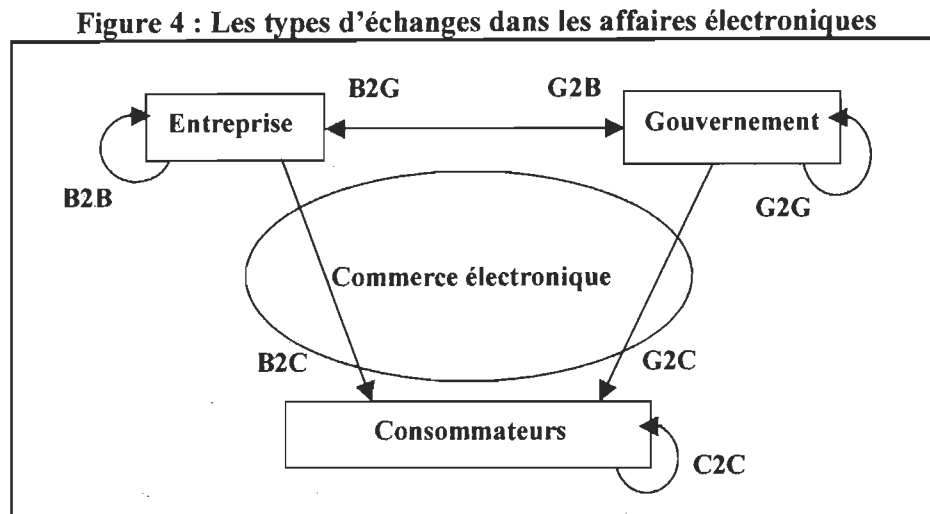 Figure 4 : Les types d'échanges dans les affaires électroniques
B2G G2B
Entreprise Gouvernement
B2B G2G
Commerce électronique
B2C G2C
Consommateurs
C2C